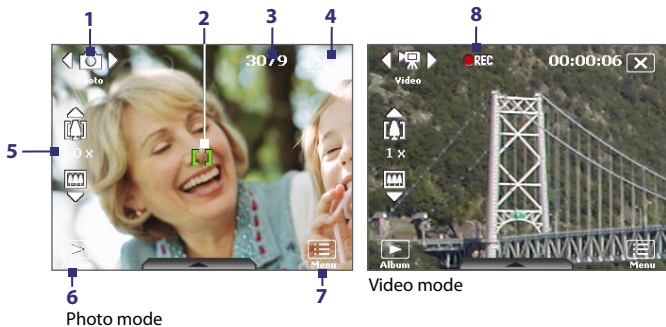 1
2
3
4
8
3079
REC
00:00:06
Photo
Video
5
0 x
1 x
Album
Menu
Menu
6
7
Video mode
Photo mode